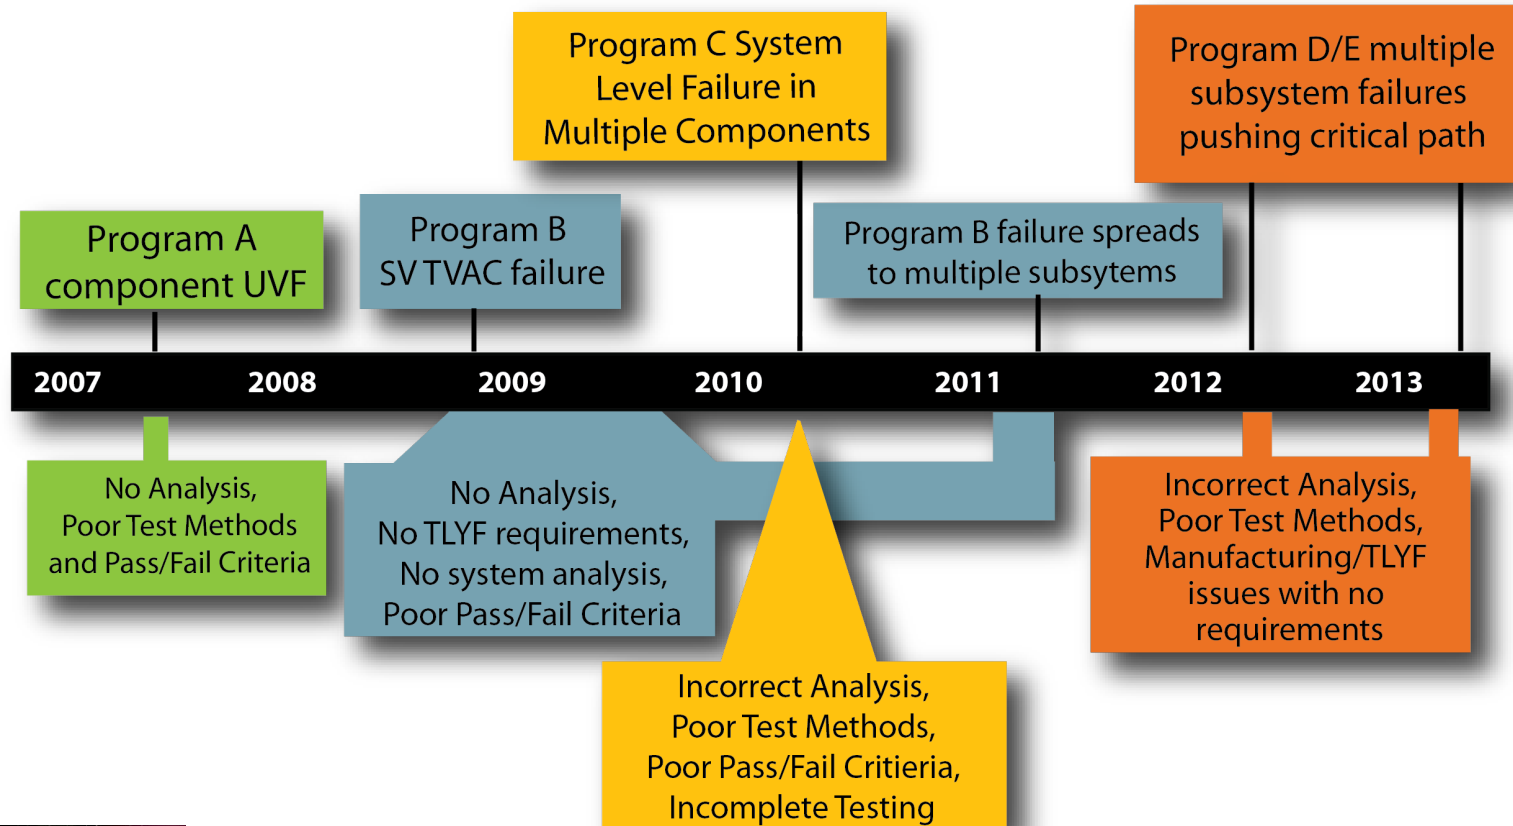 Program C System
Level Failure in
Multiple Components
Program D/E multiple
subsystem failures
pushing critical path
Program A
component UVF
Program B
SV TVAC failure
Program B failure spreads
to multiple subsytems
2007 2008 2009 2010 2011 2012 2013
No Analysis,
Poor Test Methods
and Pass/Fail Criteria
No Analysis,
No TLYF requirements,
No system analysis,
Poor Pass/Fail Criteria
Incorrect Analysis,
Poor Test Methods,
Poor Pass/Fail Critieria,
Incomplete Testing
Incorrect Analysis,
Poor Test Methods,
Manufacturing/TLYF
issues with no
requirements